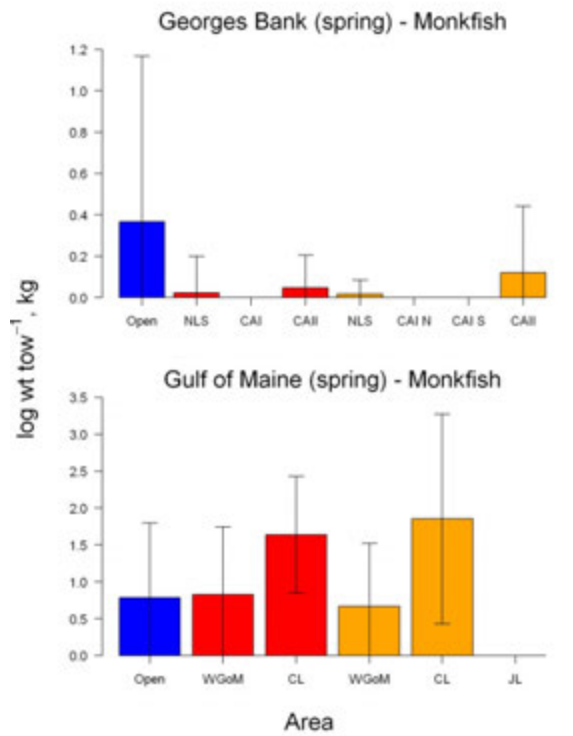 Georges Bank (spring) - Monkfish
1.2
1.0
0.8
0.6
0.4
0.2
0.0
Open NLS CAI CAII NLS CAI N CAI S CAII
log wt tow⁻¹, kg
Gulf of Maine (spring) - Monkfish
3.5
3.0
2.5
2.0
1.5
1.0
0.5
0.0
Open WGoM CL WGoM CL JL
Area